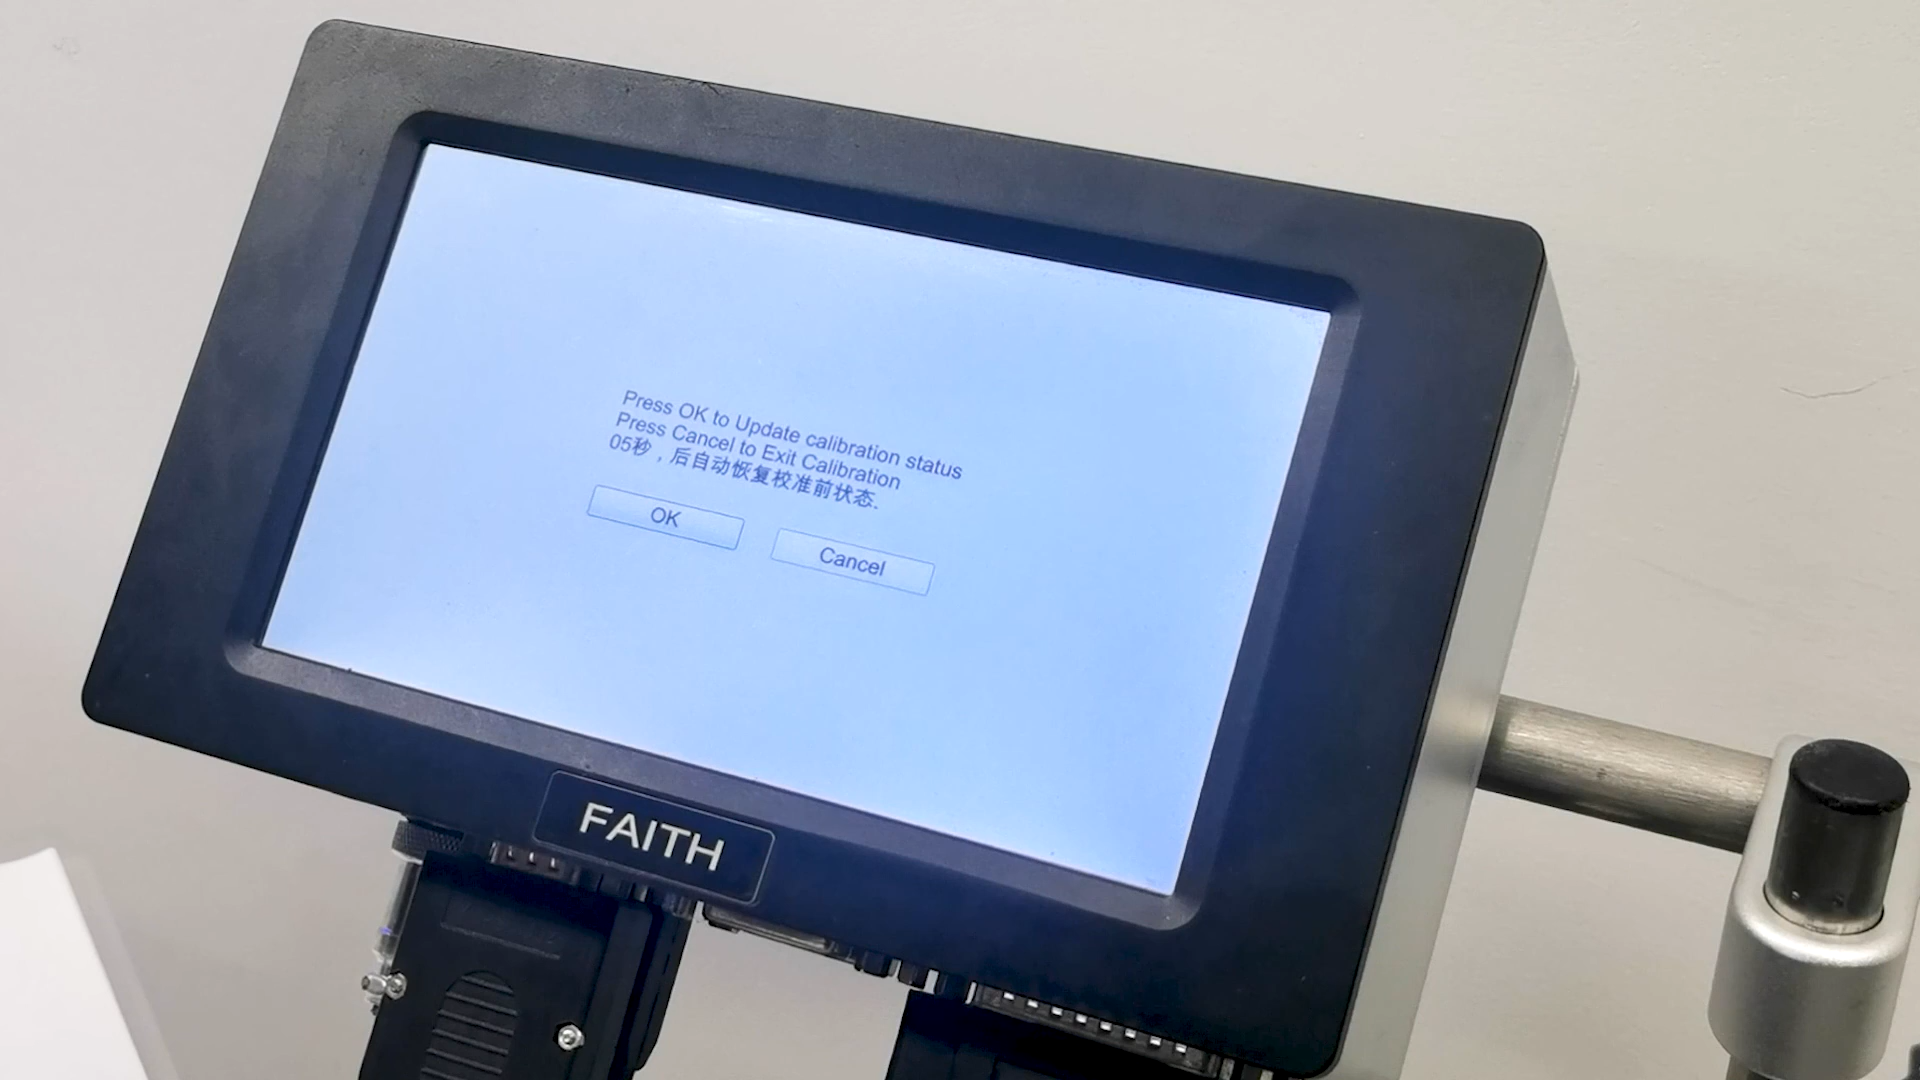 Press OK to Update calibration status
Press Cancel to Exit Calibration
05秒，后自动恢复校准前状态.
OK
Cancel
FAITH